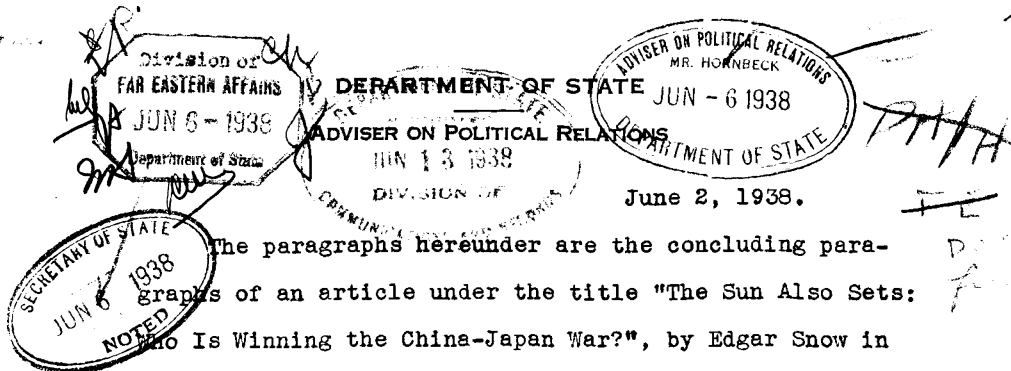 Division of
FAR EASTERN AFFAIRS
JUN 6 - 1938
Department of State
DEPARTMENT OF STATE
ADVISER ON POLITICAL RELATIONS
JUN 13 1938
DIVISION OF
ADVISER ON POLITICAL RELATIONS
MR. HORNBECK
JUN - 6 1938
DEPARTMENT OF STATE
June 2, 1938.
SECRETARY OF STATE
JUN 6 1938
NOTED
The paragraphs hereunder are the concluding para-
graphs of an article under the title "The Sun Also Sets:
Who Is Winning the China-Japan War?", by Edgar Snow in